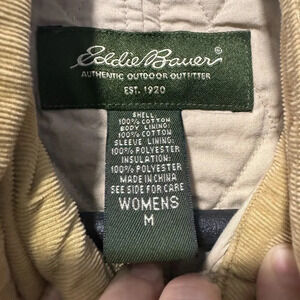 Eddie Bauer
AUTHENTIC OUTDOOR OUTFITTER
EST. 1920
SHELL:
100% COTTON
BODY LINING:
100% COTTON
SLEEVE LINING:
100% POLYESTER
INSULATION:
100% POLYESTER
MADE IN CHINA
SEE SIDE FOR CARE
WOMENS
M